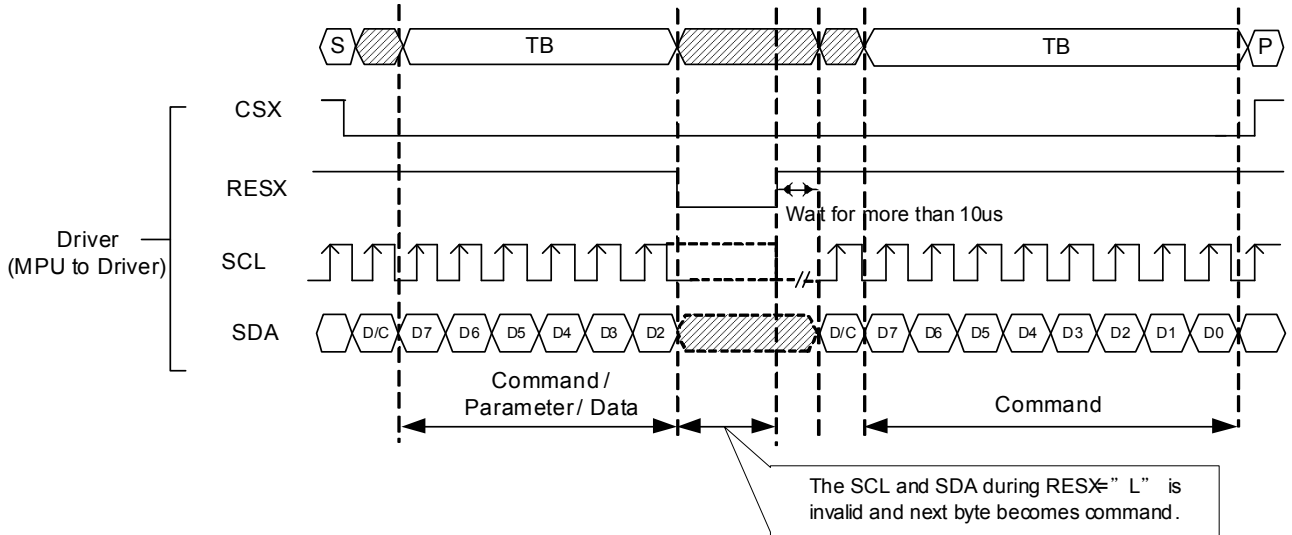 S TB TB P
CSX
RESX
Wait for more than 10us
Driver
(MPU to Driver)
SCL
SDA D/C D7 D6 D5 D4 D3 D2 D/C D7 D6 D5 D4 D3 D2 D1 D0
Command /
Parameter / Data
Command
The SCL and SDA during RESX=" L" is
invalid and next byte becomes command.